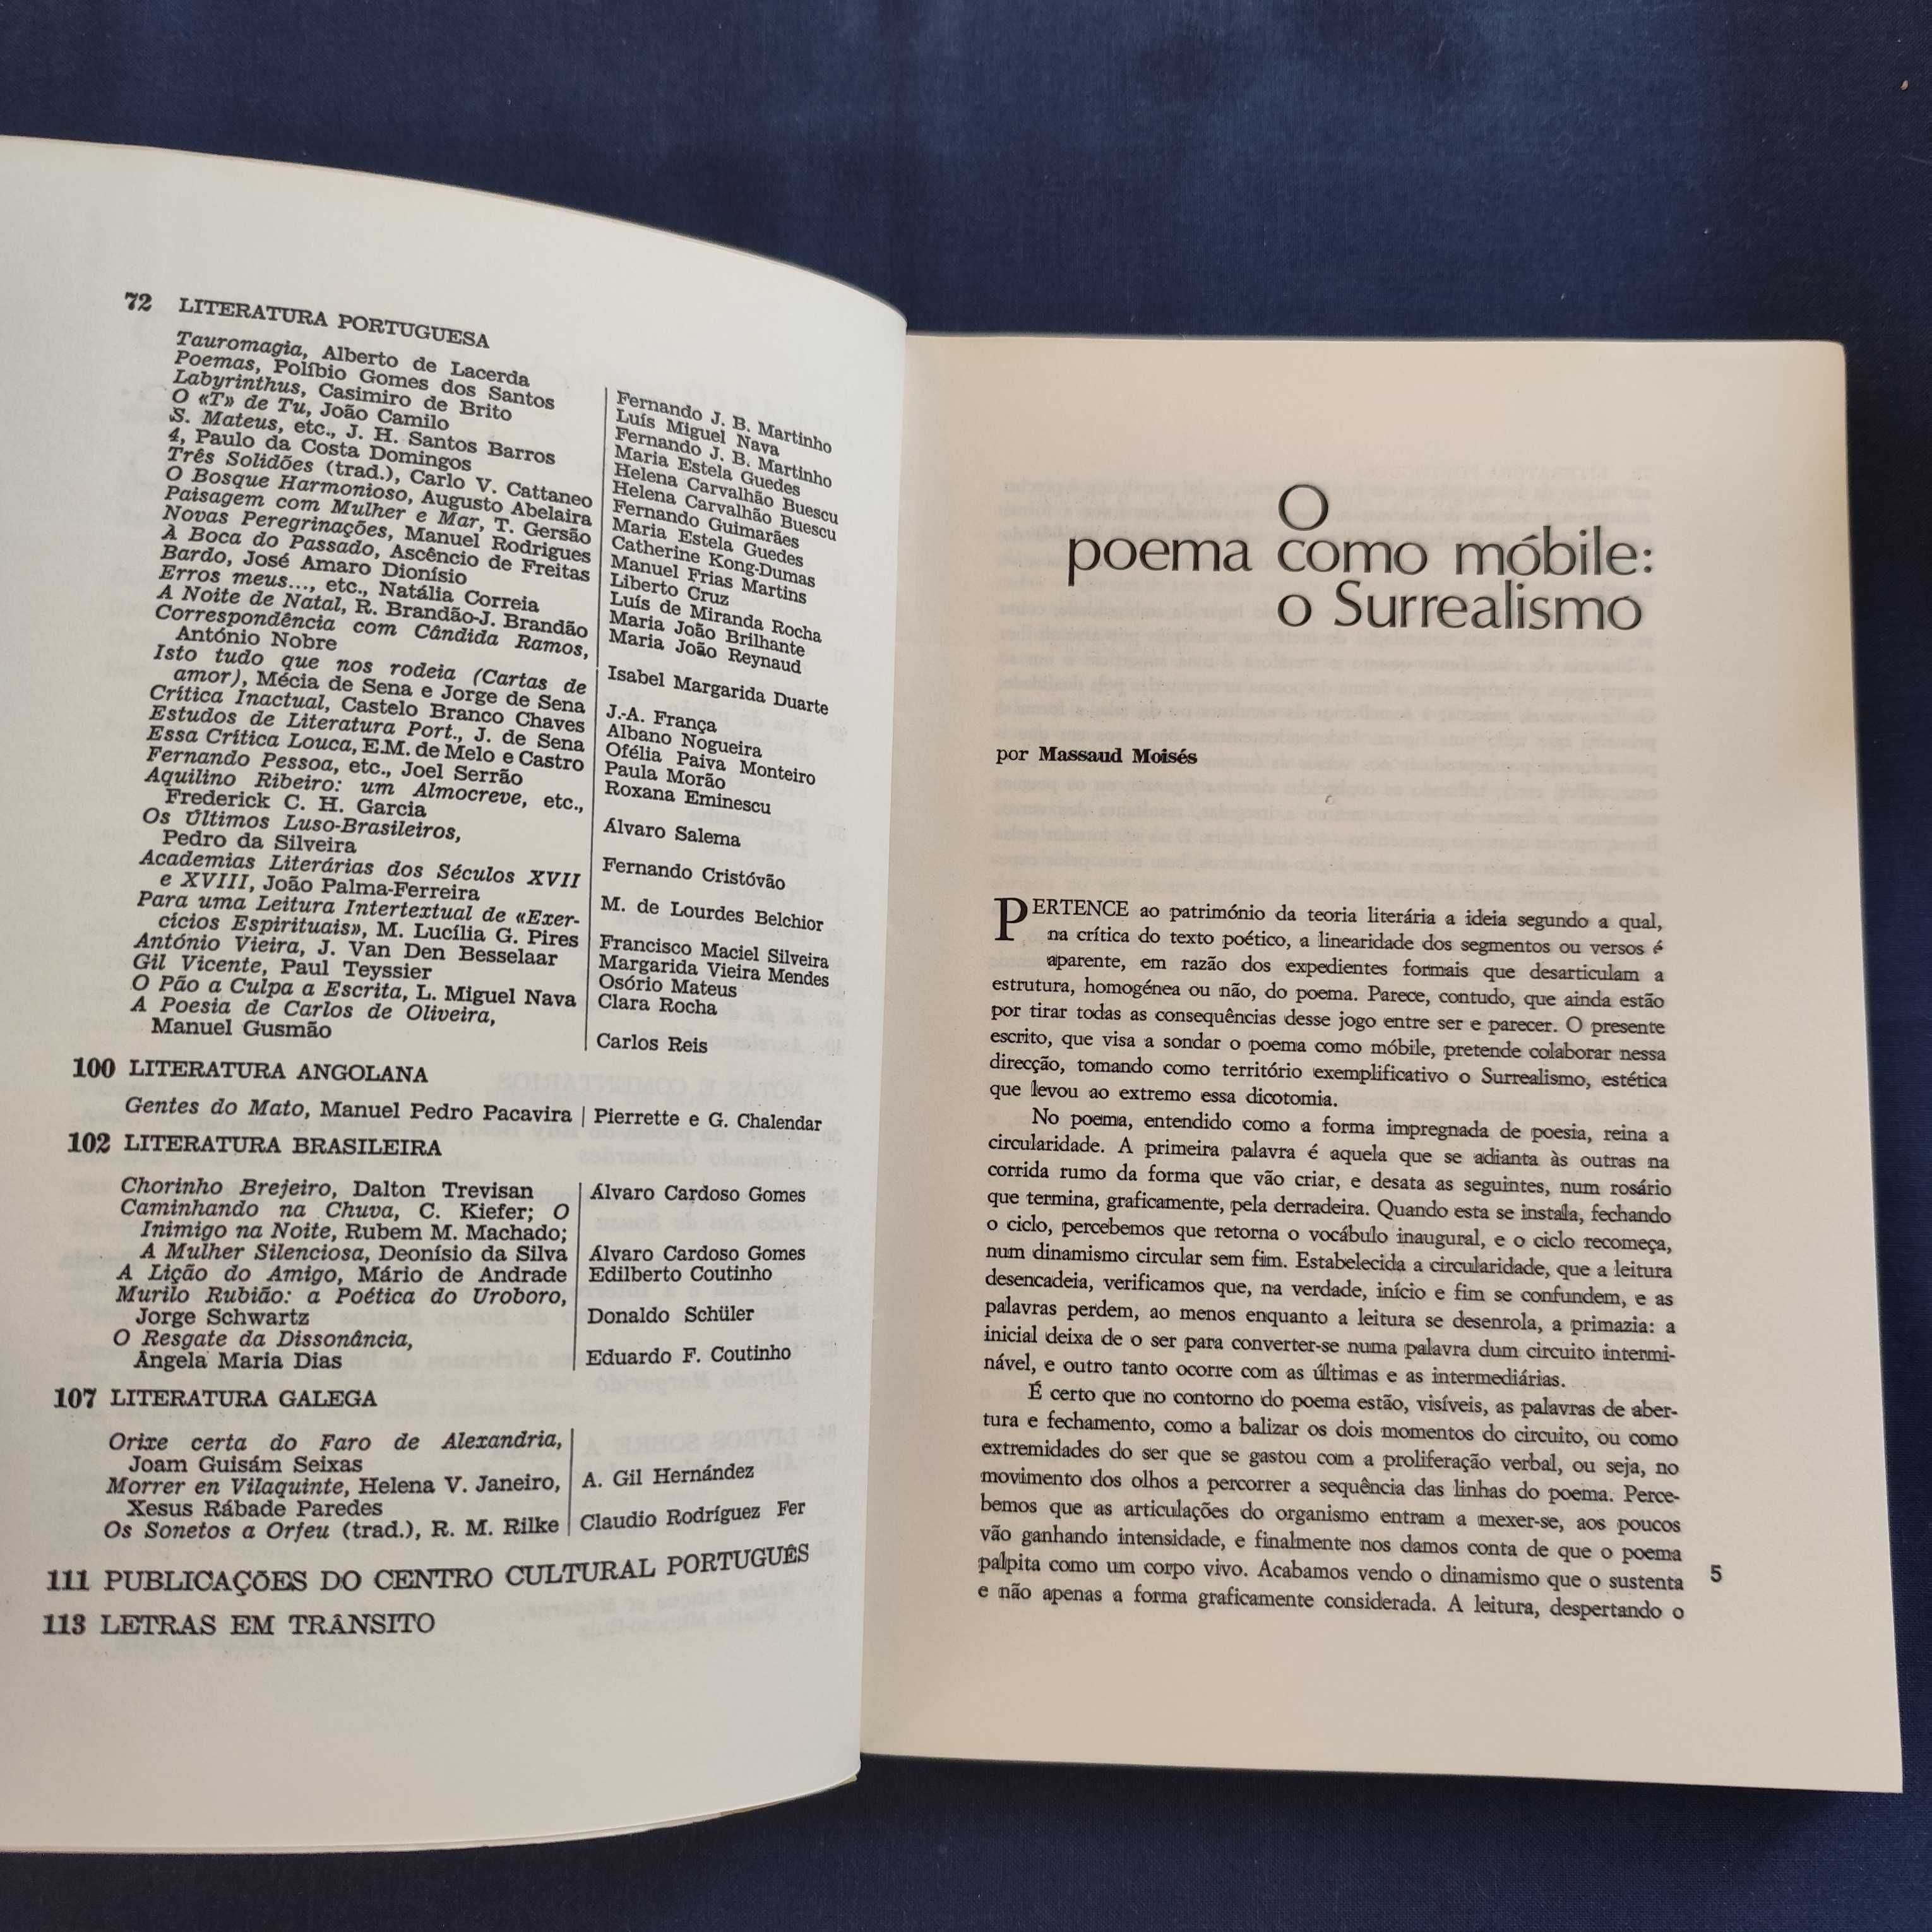 72 LITERATURA PORTUGUESA
Tauromagia, Alberto de Lacerda
Poemas, Políbio Gomes dos Santos
Labyrinthus, Casimiro de Brito
O «T» de Tu, João Camilo
S. Mateus, etc., J. H. Santos Barros
4, Paulo da Costa Domingos
Três Solidões (trad.), Carlo V. Cattaneo
O Bosque Harmonioso, Augusto Abelaira
Paisagem com Mulher e Mar, T. Gersão
Novas Peregrinações, Manuel Rodrigues
À Boca do Passado, Ascêncio de Freitas
Bardo, José Amaro Dionísio
Erros meus..., etc., Natália Correia
A Noite de Natal, R. Brandão-J. Brandão
Correspondência com Cândida Ramos,
António Nobre
Isto tudo que nos rodeia (Cartas de
amor), Mécia de Sena e Jorge de Sena
Crítica Inactual, Castelo Branco Chaves
Estudos de Literatura Port., J. de Sena
Essa Crítica Louca, E.M. de Melo e Castro
Fernando Pessoa, etc., Joel Serrão
Aquilino Ribeiro: um Almocreve, etc.,
Frederick C. H. Garcia
Os Últimos Luso-Brasileiros,
Pedro da Silveira
Academias Literárias dos Séculos XVII
e XVIII, João Palma-Ferreira
Para uma Leitura Intertextual de «Exer-
cícios Espirituais», M. Lucília G. Pires
António Vieira, J. Van Den Besselaar
Gil Vicente, Paul Teyssier
O Pão a Culpa a Escrita, L. Miguel Nava
A Poesia de Carlos de Oliveira,
Manuel Gusmão
Fernando J. B. Martinho
Luís Miguel Nava
Fernando J. B. Martinho
Maria Estela Guedes
Helena Carvalhão Buescu
Helena Carvalhão Buescu
Fernando Guimarães
Maria Estela Guedes
Catherine Kong-Dumas
Manuel Frias Martins
Liberto Cruz
Luís de Miranda Rocha
Maria João Brilhante
Maria João Reynaud
Isabel Margarida Duarte
J.-A. França
Albano Nogueira
Ofélia Paiva Monteiro
Paula Morão
Roxana Eminescu
Álvaro Salema
Fernando Cristóvão
M. de Lourdes Belchior
Francisco Maciel Silveira
Margarida Vieira Mendes
Osório Mateus
Clara Rocha
Carlos Reis
100 LITERATURA ANGOLANA
Gentes do Mato, Manuel Pedro Pacavira | Pierrette e G. Chalendar
102 LITERATURA BRASILEIRA
Chorinho Brejeiro, Dalton Trevisan
Caminhando na Chuva, C. Kiefer; O
Inimigo na Noite, Rubem M. Machado;
A Mulher Silenciosa, Deonísio da Silva
A Lição do Amigo, Mário de Andrade
Murilo Rubião: a Poética do Uroboro,
Jorge Schwartz
O Resgate da Dissonância,
Ângela Maria Dias
Álvaro Cardoso Gomes
Álvaro Cardoso Gomes
Edilberto Coutinho
Donaldo Schüler
Eduardo F. Coutinho
107 LITERATURA GALEGA
Orixe certa do Faro de Alexandria,
Joam Guisám Seixas
Morrer en Vilaquinte, Helena V. Janeiro,
Xesus Rábade Paredes
Os Sonetos a Orfeu (trad.), R. M. Rilke
A. Gil Hernández
Claudio Rodríguez Fer
111 PUBLICAÇÕES DO CENTRO CULTURAL PORTUGUÊS
113 LETRAS EM TRÂNSITO
O
poema como móbile:
o Surrealismo
por Massaud Moisés
PERTENCE ao património da teoria literária a ideia segundo a qual,
na crítica do texto poético, a linearidade dos segmentos ou versos é
aparente, em razão dos expedientes formais que desarticulam a
estrutura, homogénea ou não, do poema. Parece, contudo, que ainda estão
por tirar todas as consequências desse jogo entre ser e parecer. O presente
escrito, que visa a sondar o poema como móbile, pretende colaborar nessa
direcção, tomando como território exemplificativo o Surrealismo, estética
que levou ao extremo essa dicotomia.
No poema, entendido como a forma impregnada de poesia, reina a
circularidade. A primeira palavra é aquela que se adianta às outras na
corrida rumo da forma que vão criar, e desata as seguintes, num rosário
que termina, graficamente, pela derradeira. Quando esta se instala, fechando
o ciclo, percebemos que retorna o vocábulo inaugural, e o ciclo recomeça,
num dinamismo circular sem fim. Estabelecida a circularidade, que a leitura
desencadeia, verificamos que, na verdade, início e fim se confundem, e as
palavras perdem, ao menos enquanto a leitura se desenrola, a primazia: a
inicial deixa de o ser para converter-se numa palavra dum circuito intermi-
nável, e outro tanto ocorre com as últimas e as intermediárias.
É certo que no contorno do poema estão, visíveis, as palavras de aber-
tura e fechamento, como a balizar os dois momentos do circuito, ou como
extremidades do ser que se gastou com a proliferação verbal, ou seja, no
movimento dos olhos a percorrer a sequência das linhas do poema. Perce-
bemos que as articulações do organismo entram a mexer-se, aos poucos
vão ganhando intensidade, e finalmente nos damos conta de que o poema
palpita como um corpo vivo. Acabamos vendo o dinamismo que o sustenta
e não apenas a forma graficamente considerada. A leitura, despertando o
5